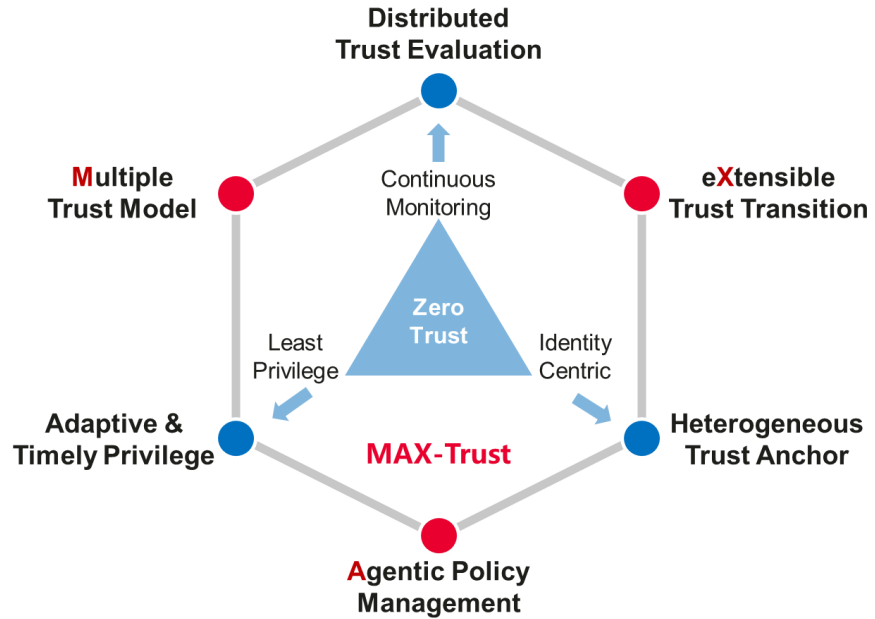 Distributed
Trust Evaluation
Multiple
Trust Model
eXtensible
Trust Transition
Continuous
Monitoring
Zero
Trust
Least
Privilege
Identity
Centric
Adaptive &
Timely Privilege
Heterogeneous
Trust Anchor
MAX-Trust
Agentic Policy
Management